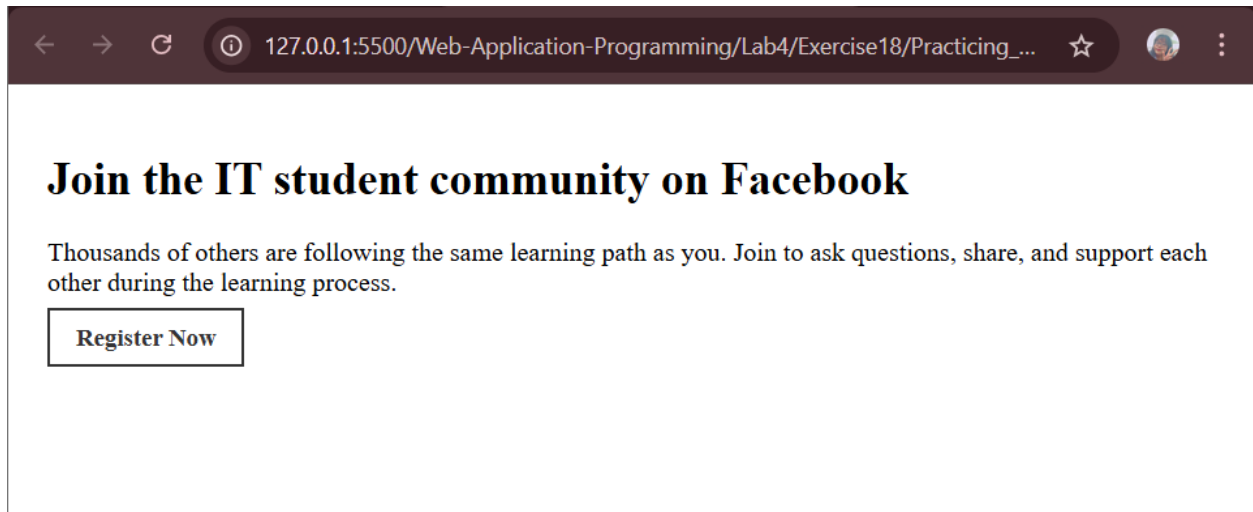 127.0.0.1:5500/Web-Application-Programming/Lab4/Exercise18/Practicing_...
Join the IT student community on Facebook
Thousands of others are following the same learning path as you. Join to ask questions, share, and support each
other during the learning process.
Register Now